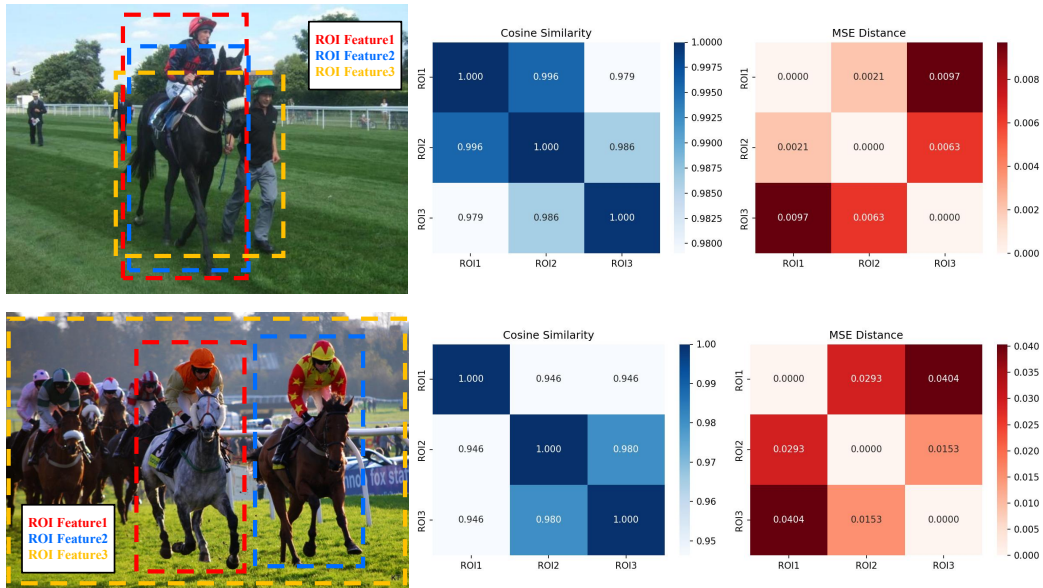 ROI Feature1
ROI Feature2
ROI Feature3
Cosine Similarity
ROI1
ROI2
ROI3
1.000 0.996 0.979
0.996 1.000 0.986
0.979 0.986 1.000
ROI1 ROI2 ROI3
1.0000
0.9975
0.9950
0.9925
0.9900
0.9875
0.9850
0.9825
0.9800
MSE Distance
ROI1
ROI2
ROI3
0.0000 0.0021 0.0097
0.0021 0.0000 0.0063
0.0097 0.0063 0.0000
ROI1 ROI2 ROI3
0.008
0.006
0.004
0.002
0.000
ROI Feature1
ROI Feature2
ROI Feature3
fox
Cosine Similarity
ROI1
ROI2
ROI3
1.000 0.946 0.946
0.946 1.000 0.980
0.946 0.980 1.000
ROI1 ROI2 ROI3
1.00
0.99
0.98
0.97
0.96
0.95
MSE Distance
ROI1
ROI2
ROI3
0.0000 0.0293 0.0404
0.0293 0.0000 0.0153
0.0404 0.0153 0.0000
ROI1 ROI2 ROI3
0.040
0.035
0.030
0.025
0.020
0.015
0.010
0.005
0.000